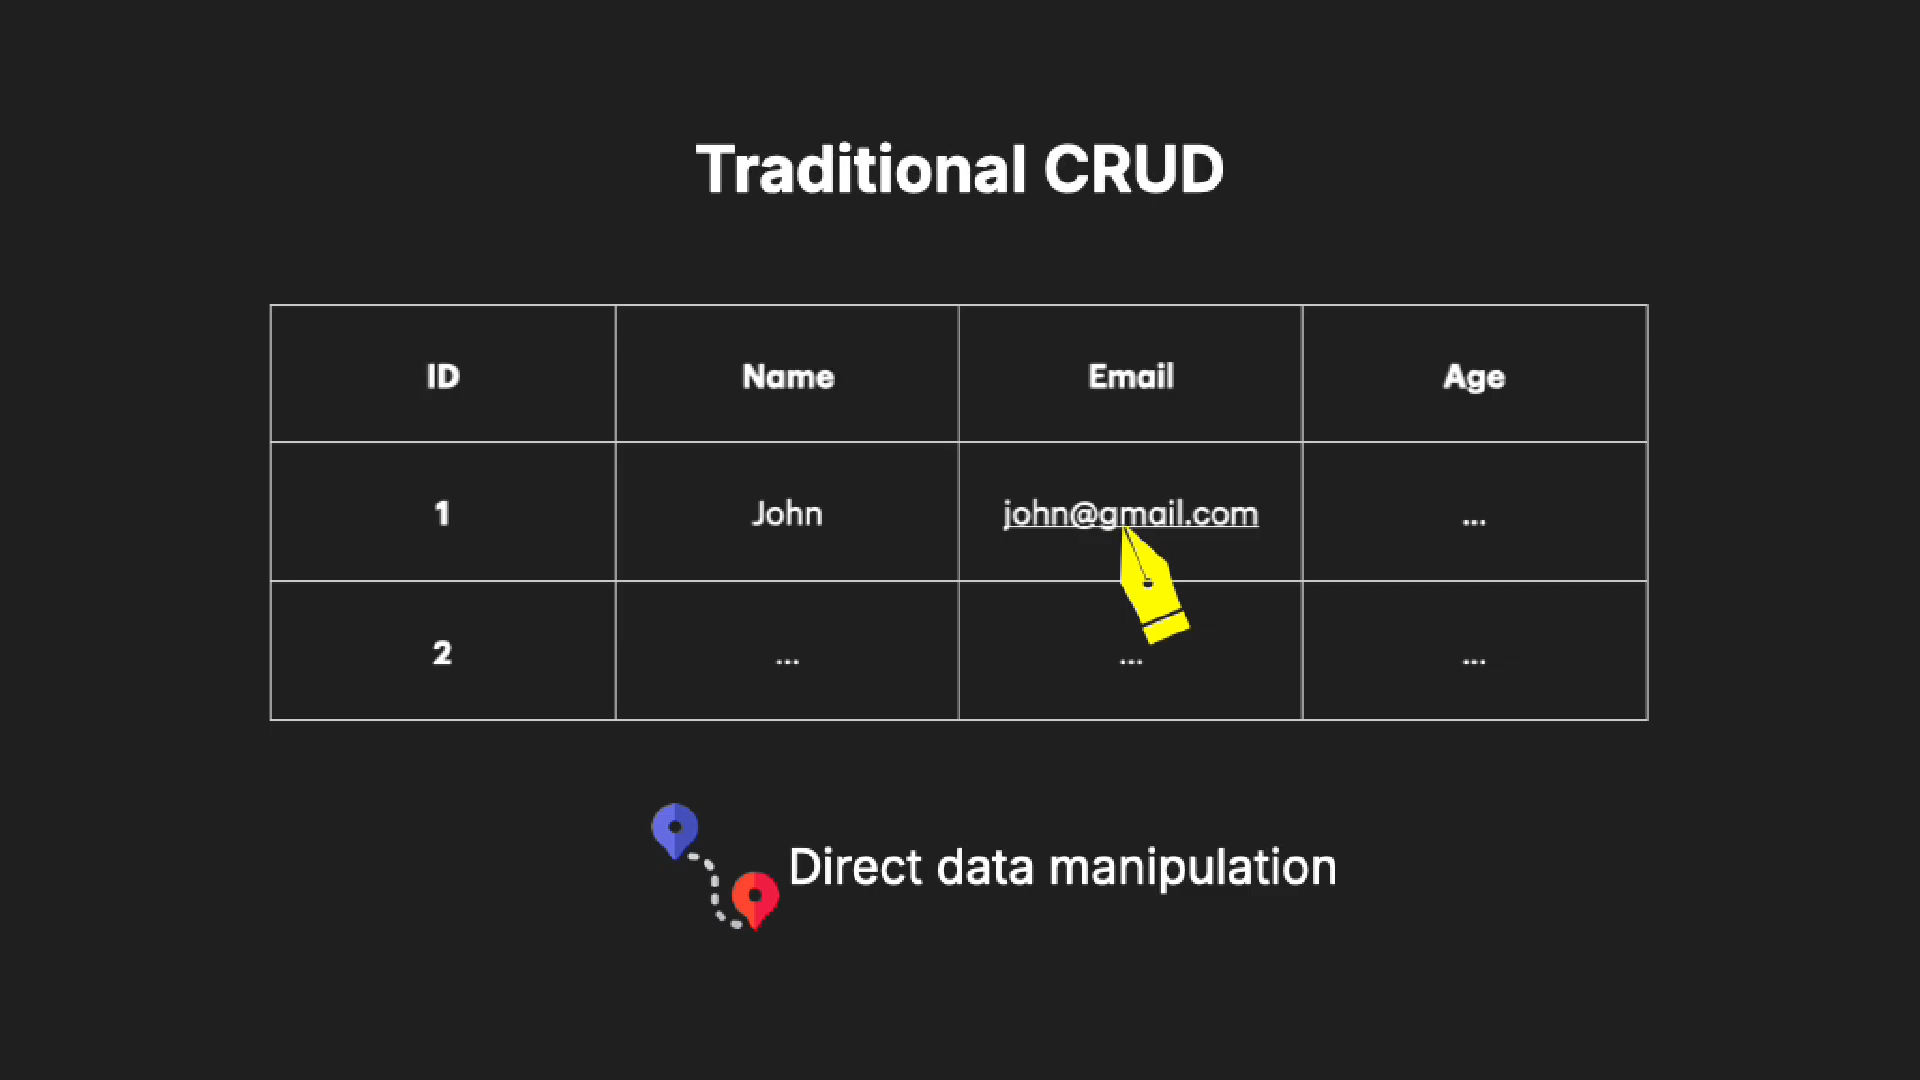 Traditional CRUD
ID Name Email Age
1 John john@gmail.com ...
2 ... ... ...
Direct data manipulation